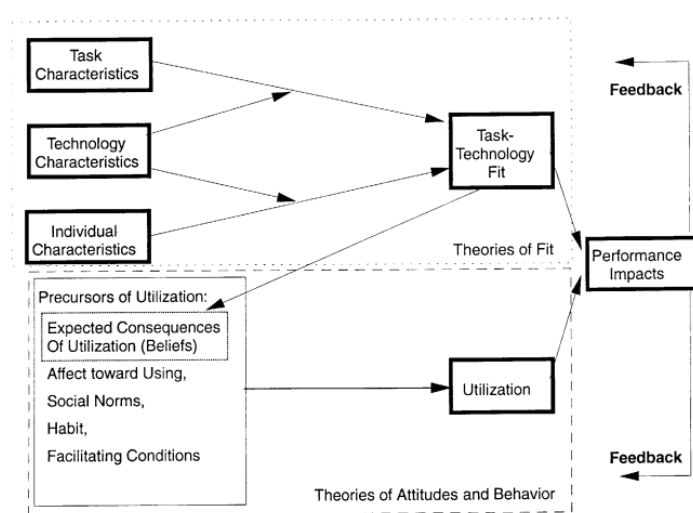 Task
Characteristics
Feedback
Technology
Characteristics
Task-
Technology
Fit
Individual
Characteristics
Theories of Fit
Performance
Impacts
Precursors of Utilization:
Expected Consequences
Of Utilization (Beliefs)
Affect toward Using,
Social Norms,
Habit,
Facilitating Conditions
Utilization
Feedback
Theories of Attitudes and Behavior